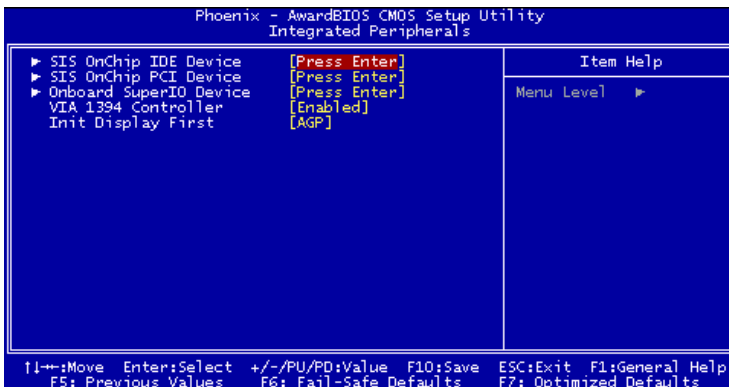 Phoenix - AwardBIOS CMOS Setup Utility
Integrated Peripherals
► SIS OnChip IDE Device [Press Enter]
► SIS OnChip PCI Device [Press Enter]
► Onboard SuperIO Device [Press Enter]
VIA 1394 Controller [Enabled]
Init Display First [AGP]
Item Help
Menu Level ►
↑↓→←:Move Enter:Select +/-/PU/PD:Value F10:Save ESC:Exit F1:General Help
F5: Previous Values F6: Fail-Safe Defaults F7: Optimized Defaults